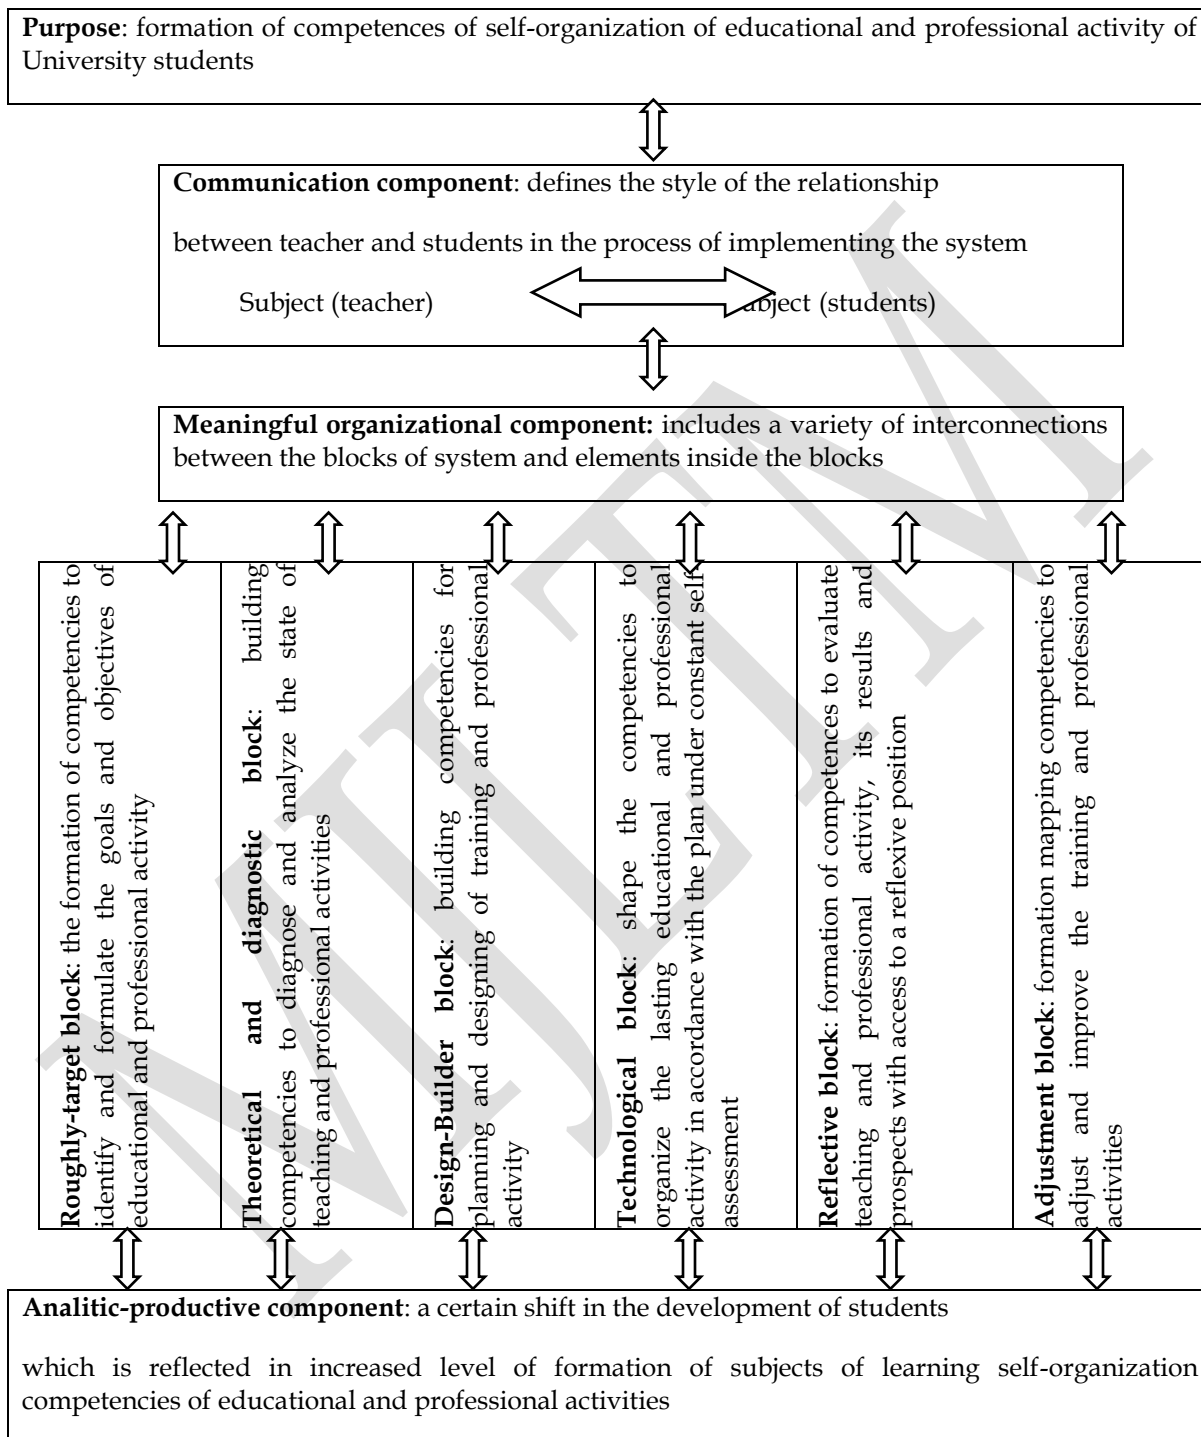 Purpose: formation of competences of self-organization of educational and professional activity of
University students
Communication component: defines the style of the relationship
between teacher and students in the process of implementing the system
Subject (teacher)
ubject (students)
Meaningful organizational component: includes a variety of interconnections
between the blocks of system and elements inside the blocks
Roughly-target block: the formation of competencies to
identify and formulate the goals and objectives of
educational and professional activity
Theoretical and diagnostic block: building
competencies to diagnose and analyze the state of
teaching and professional activities
Design-Builder block: building competencies for
planning and designing of training and professional
activity
Technological block: shape the competencies to
organize the lasting educational and professional
activity in accordance with the plan under constant self-
assessment
Reflective block: formation of competences to evaluate
teaching and professional activity, its results and
prospects with access to a reflexive position
Adjustment block: formation mapping competencies to
adjust and improve the training and professional
activities
Analitic-productive component: a certain shift in the development of students
which is reflected in increased level of formation of subjects of learning self-organization
competencies of educational and professional activities
MJLTM